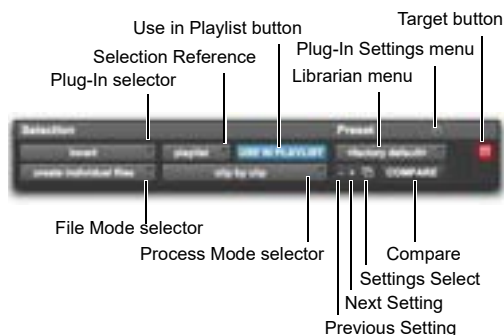 Use in Playlist button
Target button
Selection Reference
Plug-In Settings menu
Plug-In selector
Librarian menu
Selection
Preset
invert
playlist
USE IN PLAYLIST
<factory default>
create individual files
clip by clip
- +
COMPARE
File Mode selector
Process Mode selector
Compare
Settings Select
Next Setting
Previous Setting